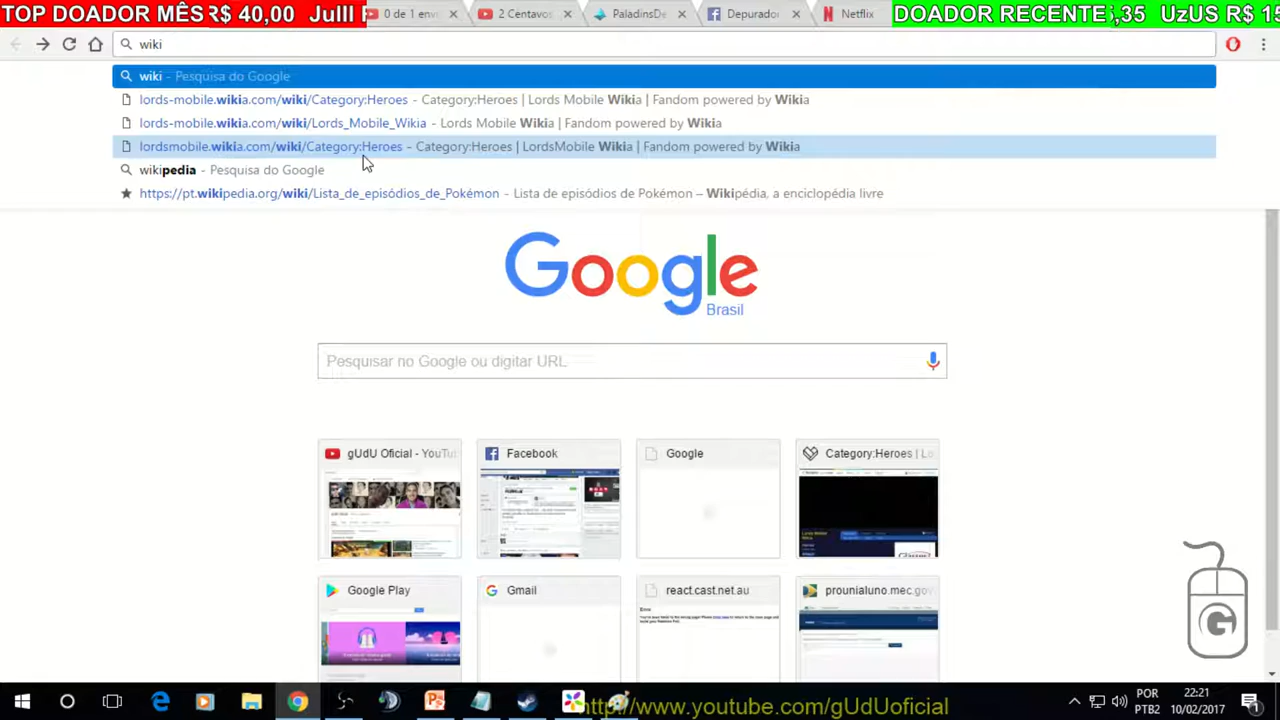 TOP DOADOR MÊS R$ 40,00 Julll
0 de 1 env
2 Centavos
PaladinsDe
Depurado
Netflix
DOADOR RECENTE ,35 UzUS R$ 15
wiki
wiki - Pesquisa do Google
lords-mobile.wikia.com/wiki/Category:Heroes - Category:Heroes | Lords Mobile Wikia | Fandom powered by Wikia
lords-mobile.wikia.com/wiki/Lords_Mobile_Wikia - Lords Mobile Wikia | Fandom powered by Wikia
lordsmobile.wikia.com/wiki/Category:Heroes - Category:Heroes | LordsMobile Wikia | Fandom powered by Wikia
wikipedia - Pesquisa do Google
https://pt.wikipedia.org/wiki/Lista_de_episódios_de_Pokémon - Lista de episódios de Pokémon – Wikipédia, a enciclopédia livre
Google
Brasil
Pesquisar no Google ou digitar URL
gUdU Oficial - YouTu
Facebook
Google
Category:Heroes | Lo
Google Play
Gmail
react.cast.net.au
prounialuno.mec.gov
G
http://www.youtube.com/gUdUoficial
POR
PTB2
22:21
10/02/2017